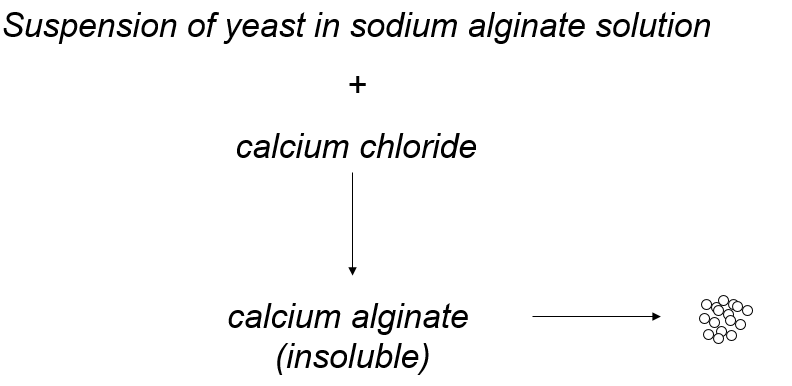 Suspension of yeast in sodium alginate solution
+
calcium chloride
calcium alginate
(insoluble)